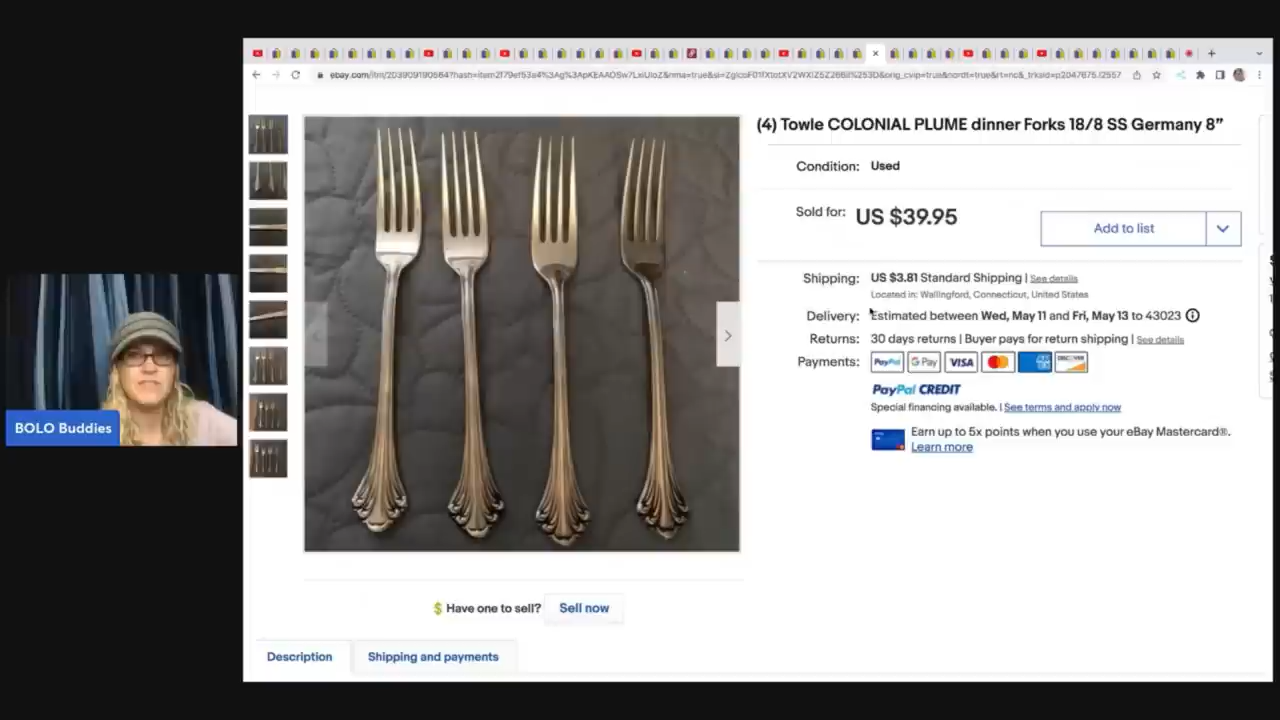 (4) Towle COLONIAL PLUME dinner Forks 18/8 SS Germany 8”
Condition: Used
Sold for: US $39.95
Add to list
Shipping: US $3.81 Standard Shipping | See details
Located in: Wallingford, Connecticut, United States
Delivery: Estimated between Wed, May 11 and Fri, May 13 to 43023
Returns: 30 days returns | Buyer pays for return shipping | See details
Payments: PayPal G Pay VISA DISCOVER
PayPal CREDIT
Special financing available. | See terms and apply now
Earn up to 5x points when you use your eBay Mastercard®.
Learn more
BOLO Buddies
$ Have one to sell? Sell now
Description
Shipping and payments